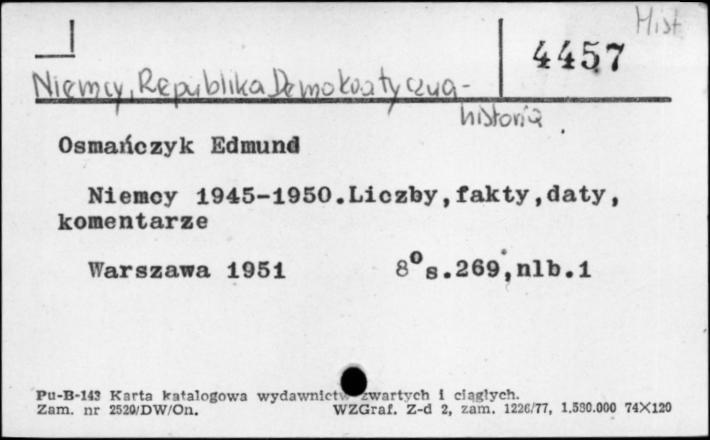 Hist
4457
Niemcy, Republika Demokratyczna-
historia
Osmańczyk Edmund
Niemcy 1945-1950.Liczby,fakty,daty,
komentarze
Warszawa 1951 8º s.269,nlb.1
Pu-B-143 Karta katalogowa wydawnictw zwartych i ciągłych.
Zam. nr 2520/DW/On. WZGraf. Z-d 2, zam. 1226/77, 1.580.000 74X120